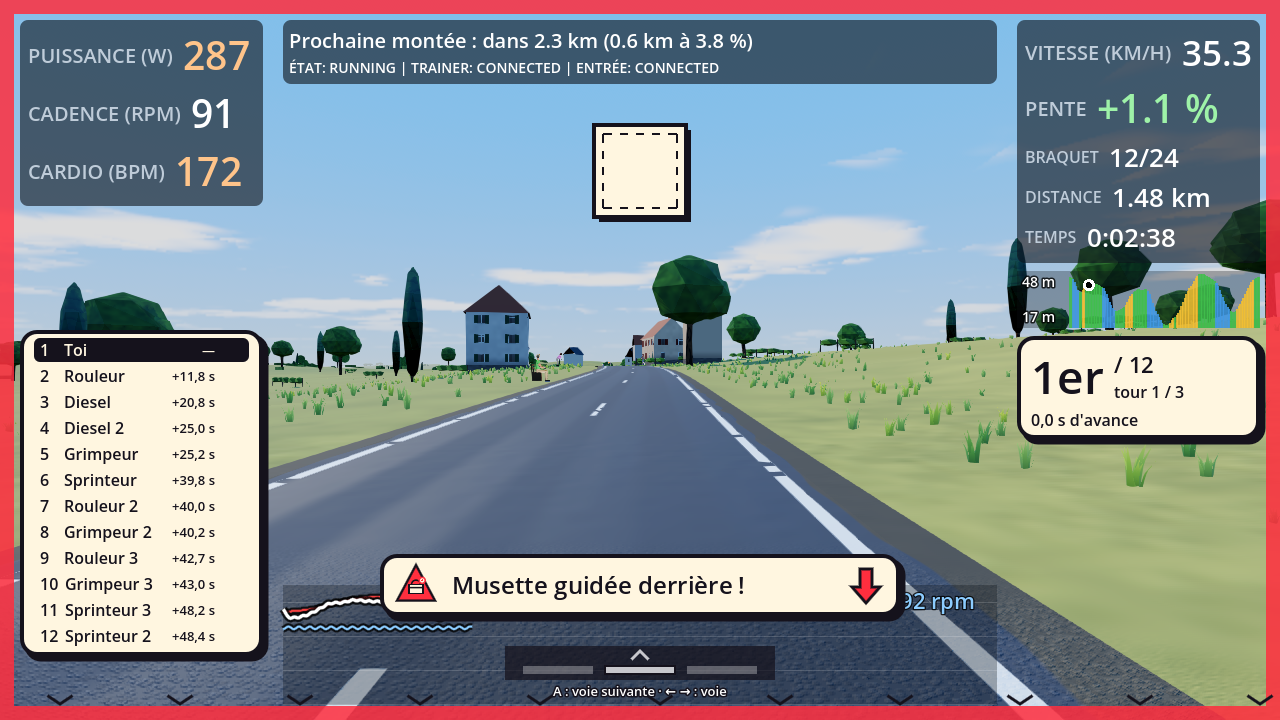 PUISSANCE (W) 287
CADENCE (RPM) 91
CARDIO (BPM) 172
Prochaine montée : dans 2.3 km (0.6 km à 3.8 %)
ÉTAT: RUNNING | TRAINER: CONNECTED | ENTRÉE: CONNECTED
VITESSE (KM/H) 35.3
PENTE +1.1 %
BRAQUET 12/24
DISTANCE 1.48 km
TEMPS 0:02:38
48 m
17 m
1er / 12
tour 1 / 3
0,0 s d'avance
1 Toi —
2 Rouleur +11,8 s
3 Diesel +20,8 s
4 Diesel 2 +25,0 s
5 Grimpeur +25,2 s
6 Sprinteur +39,8 s
7 Rouleur 2 +40,0 s
8 Grimpeur 2 +40,2 s
9 Rouleur 3 +42,7 s
10 Grimpeur 3 +43,0 s
11 Sprinteur 3 +48,2 s
12 Sprinteur 2 +48,4 s
Musette guidée derrière !
92 rpm
A : voie suivante · ← → : voie